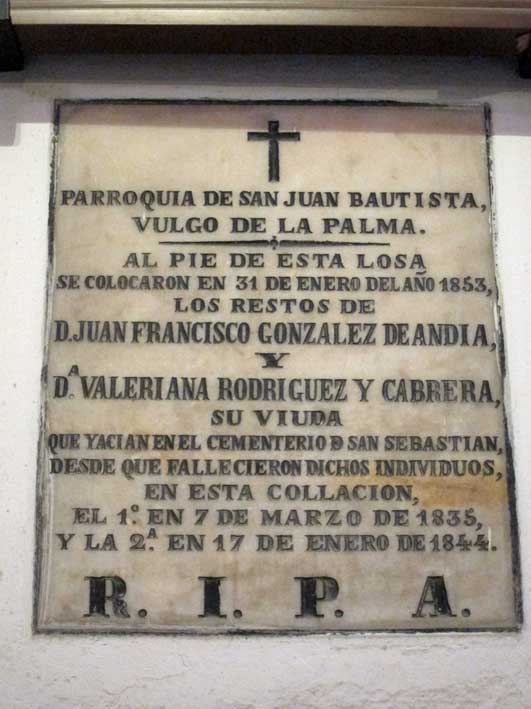 PARROQUIA DE SAN JUAN BAUTISTA,
VULGO DE LA PALMA.
AL PIE DE ESTA LOSA
SE COLOCARON EN 31 DE ENERO DEL AÑO 1853,
LOS RESTOS DE
D. JUAN FRANCISCO GONZALEZ DE ANDIA,
Y
D.ª VALERIANA RODRIGUEZ Y CABRERA,
SU VIUDA
QUE YACIAN EN EL CEMENTERIO D SAN SEBASTIAN,
DESDE QUE FALLECIERON DICHOS INDIVIDUOS,
EN ESTA COLLACION,
EL 1.º EN 7 DE MARZO DE 1835,
Y LA 2.ª EN 17 DE ENERO DE 1844.
R. I. P. A.